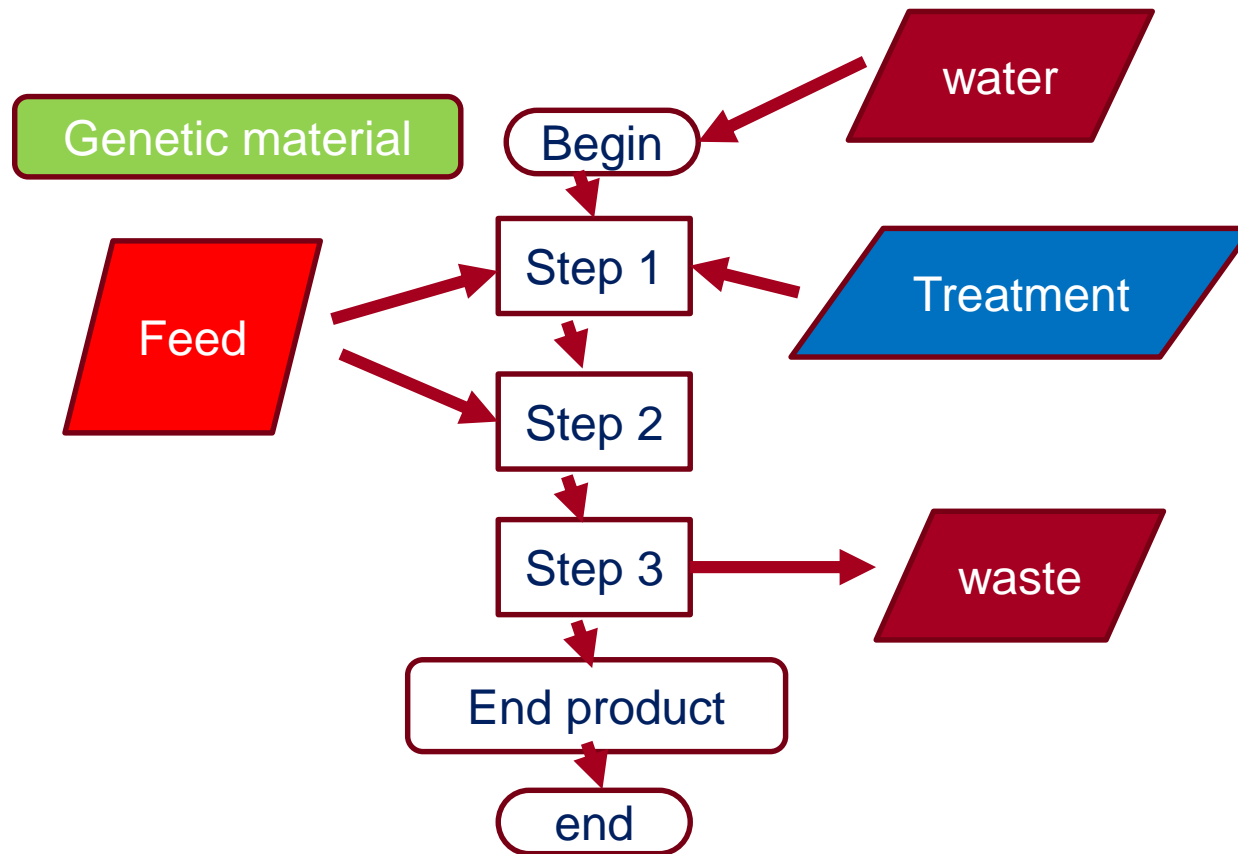 water
Genetic material
Begin
Step 1
Treatment
Feed
Step 2
Step 3
waste
End product
end